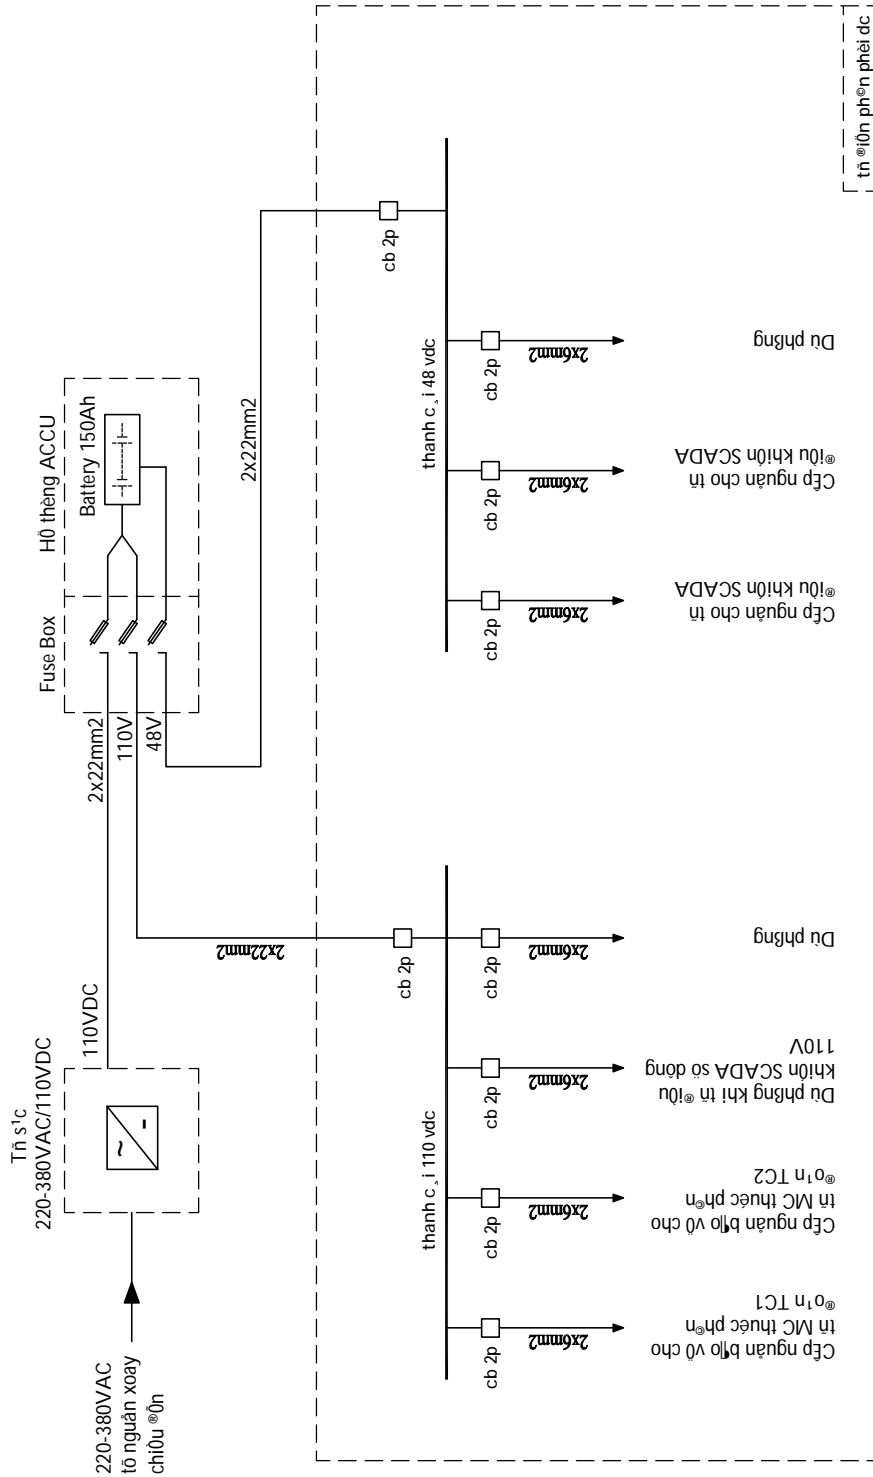 220-380VAC
tõ nguån xoay
chiÒu ®Õn
Tñ s¹c
220-380VAC/110VDC
~
-
110VDC
2x22mm2
110V
48V
Fuse Box
HÖ thèng ACCU
Battery 150Ah
2x22mm2
2x22mm2
cb 2p
cb 2p
thanh c¸i 110 vdc
cb 2p
2x6mm2
CÊp nguån b¶o vÖ cho
tñ MC thuéc ph©n
®o¹n TC1
cb 2p
2x6mm2
CÊp nguån b¶o vÖ cho
tñ MC thuéc ph©n
®o¹n TC2
cb 2p
2x6mm2
Dù phßng khi tñ ®iÒu
khiÓn SCADA sö dông
110V
cb 2p
2x6mm2
Dù phßng
thanh c¸i 48 vdc
cb 2p
2x6mm2
CÊp nguån cho tñ
®iÒu khiÓn SCADA
cb 2p
2x6mm2
CÊp nguån cho tñ
®iÒu khiÓn SCADA
cb 2p
2x6mm2
Dù phßng
tñ ®iÖn ph©n phèi dc